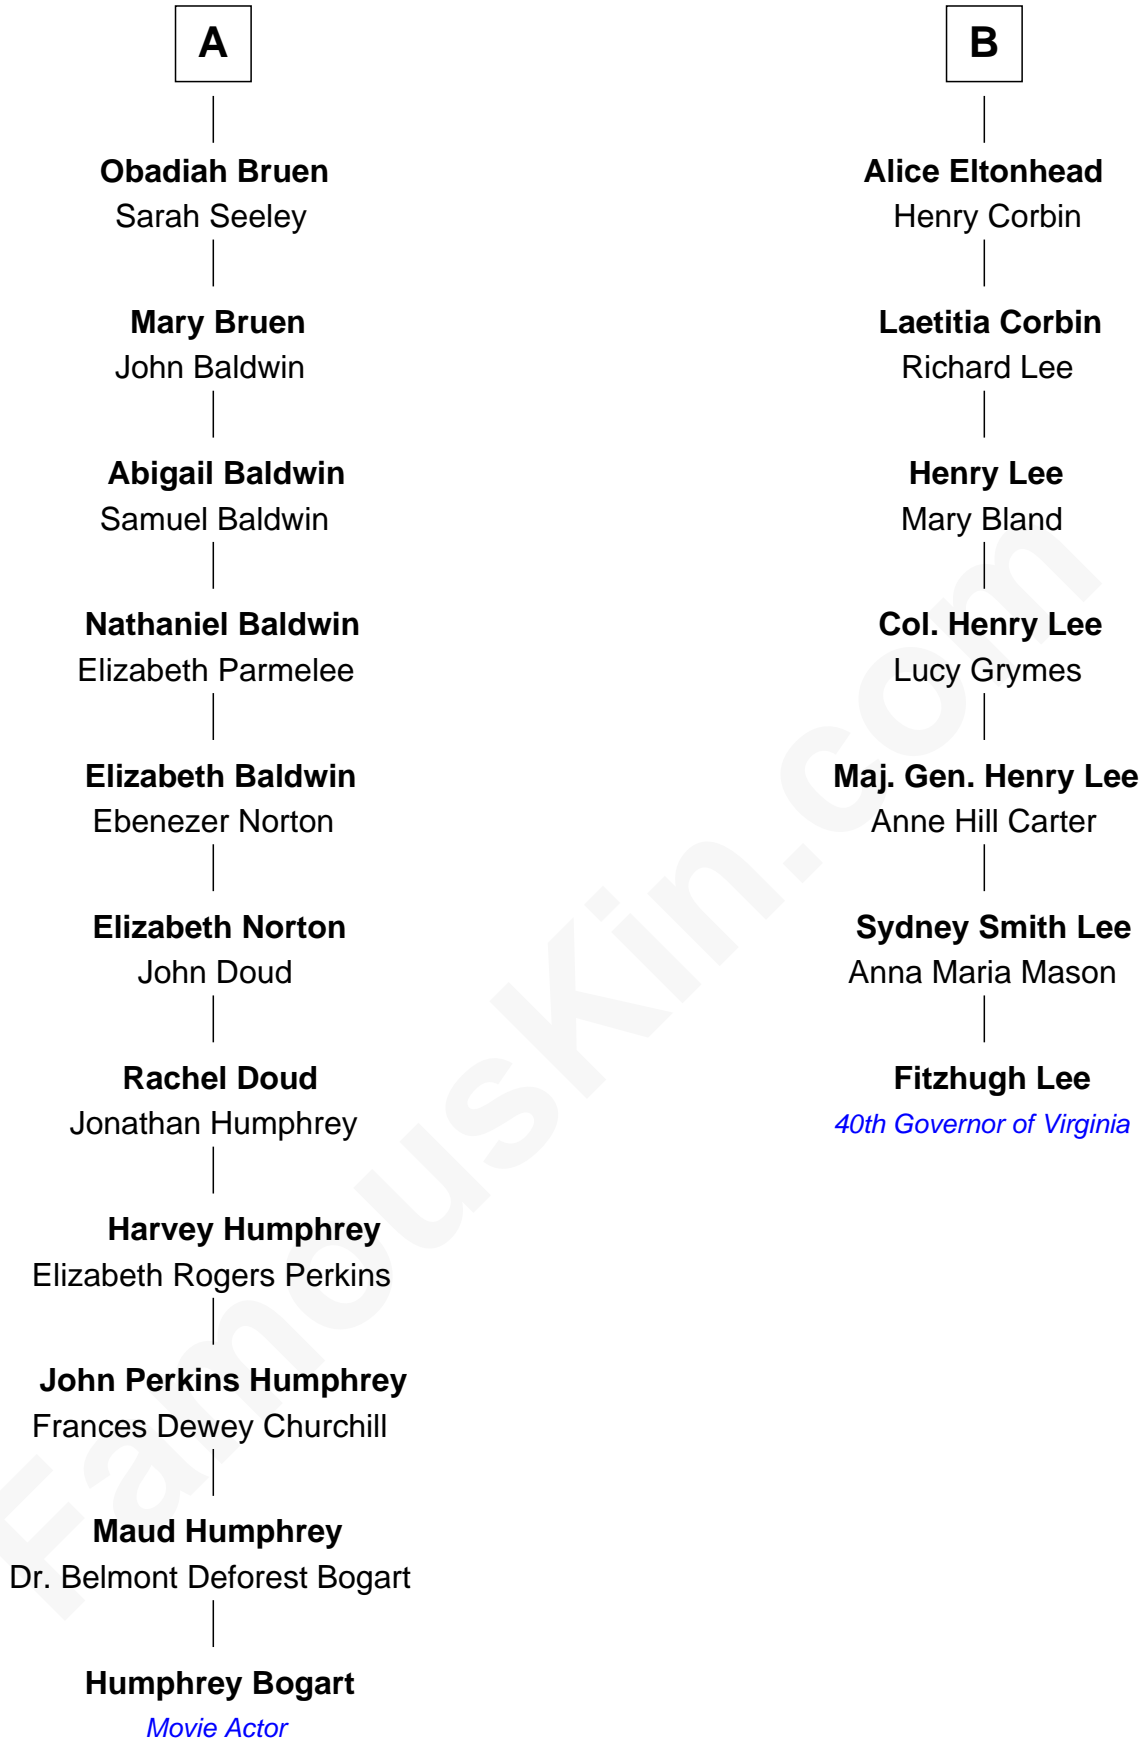 A
Obadiah Bruen
Sarah Seeley
Mary Bruen
John Baldwin
Abigail Baldwin
Samuel Baldwin
Nathaniel Baldwin
Elizabeth Parmelee
Elizabeth Baldwin
Ebenezer Norton
Elizabeth Norton
John Doud
Rachel Doud
Jonathan Humphrey
Harvey Humphrey
Elizabeth Rogers Perkins
John Perkins Humphrey
Frances Dewey Churchill
Maud Humphrey
Dr. Belmont Deforest Bogart
Humphrey Bogart
Movie Actor
B
Alice Eltonhead
Henry Corbin
Laetitia Corbin
Richard Lee
Henry Lee
Mary Bland
Col. Henry Lee
Lucy Grymes
Maj. Gen. Henry Lee
Anne Hill Carter
Sydney Smith Lee
Anna Maria Mason
Fitzhugh Lee
40th Governor of Virginia
FamousKin.com